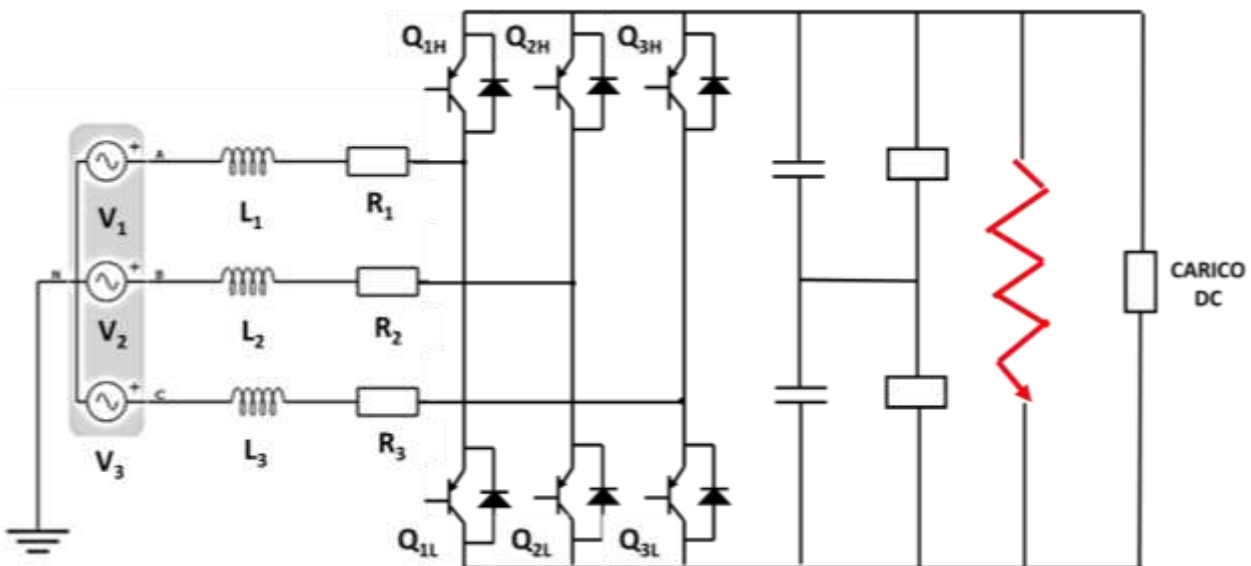 Q1H Q2H Q3H
+ A
V1 L1 R1
N + B
V2 L2 R2
+ C
V3 L3 R3
Q1L Q2L Q3L
CARICO
DC